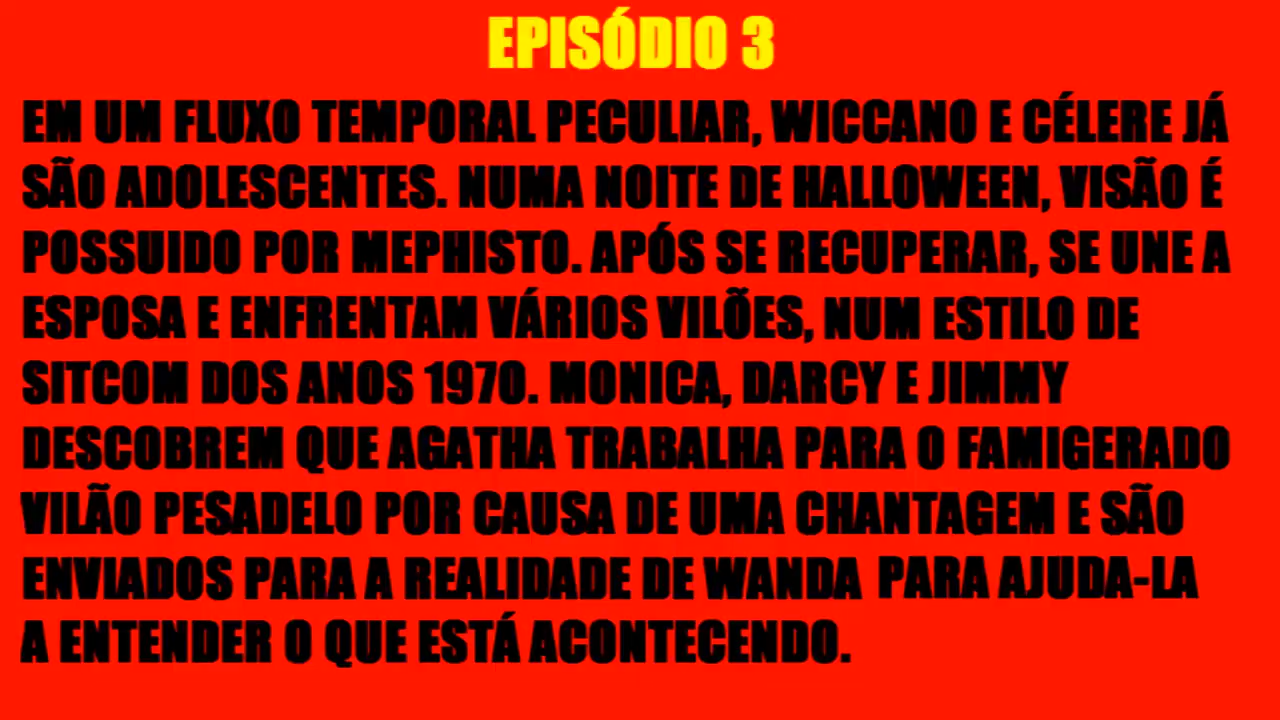 EPISÓDIO 3
EM UM FLUXO TEMPORAL PECULIAR, WICCANO E CÉLERE JÁ
SÃO ADOLESCENTES. NUMA NOITE DE HALLOWEEN, VISÃO É
POSSUIDO POR MEPHISTO. APÓS SE RECUPERAR, SE UNE A
ESPOSA E ENFRENTAM VÁRIOS VILÕES, NUM ESTILO DE
SITCOM DOS ANOS 1970. MONICA, DARCY E JIMMY
DESCOBREM QUE AGATHA TRABALHA PARA O FAMIGERADO
VILÃO PESADELO POR CAUSA DE UMA CHANTAGEM E SÃO
ENVIADOS PARA A REALIDADE DE WANDA PARA AJUDA-LA
A ENTENDER O QUE ESTÁ ACONTECENDO.